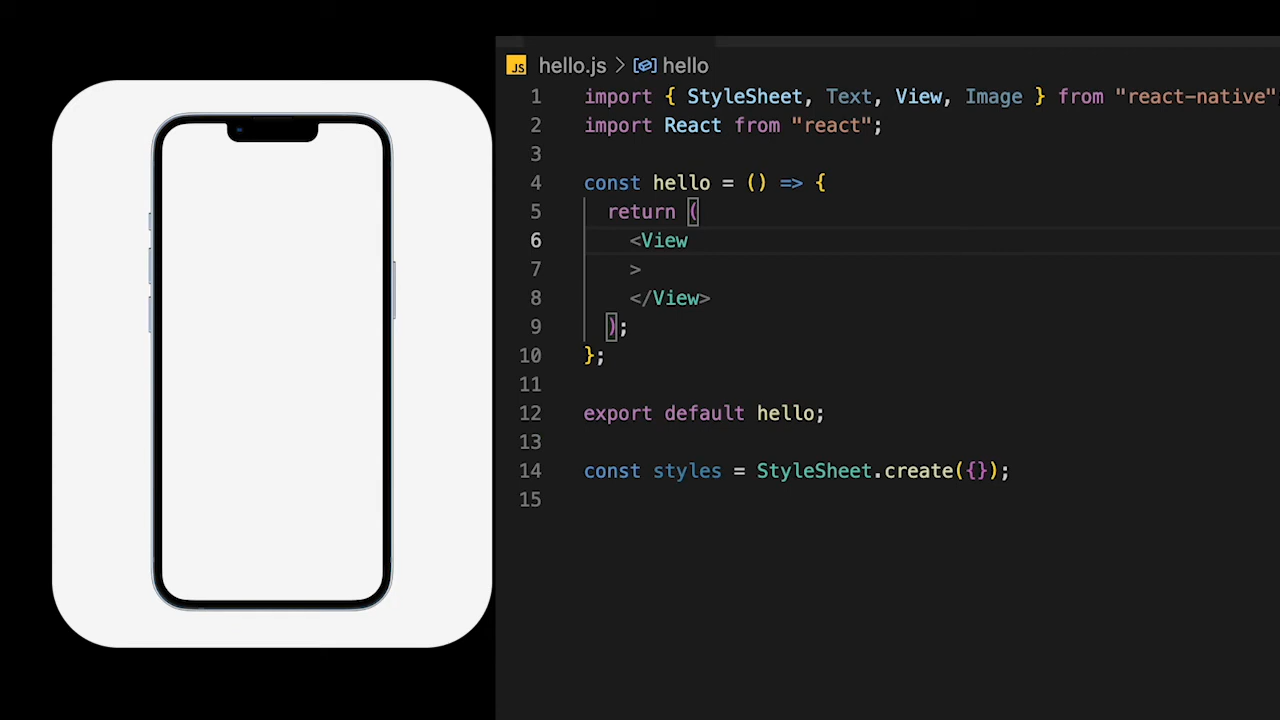 JS hello.js > hello
1 import { StyleSheet, Text, View, Image } from "react-native"
2 import React from "react";
3
4 const hello = () => {
5   return (
6     <View
7     >
8     </View>
9   );
10 };
11
12 export default hello;
13
14 const styles = StyleSheet.create({});
15